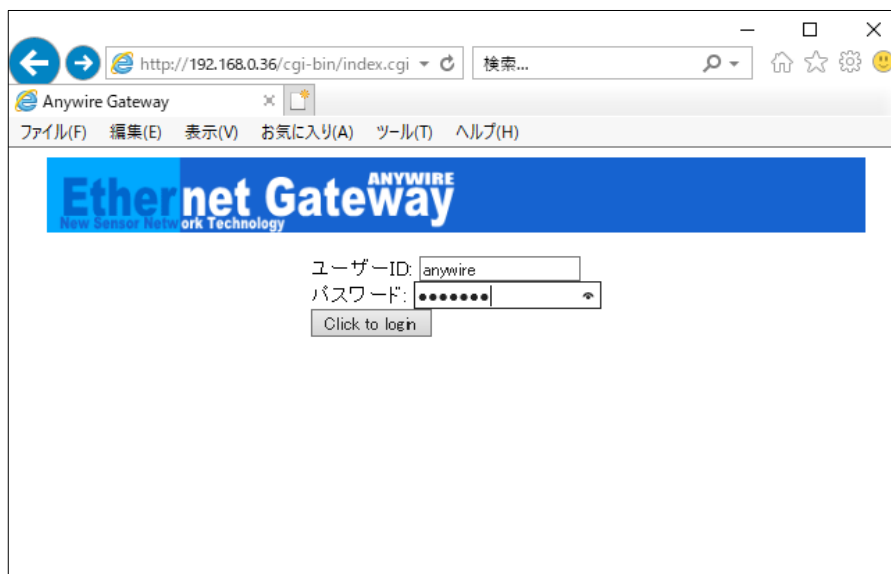 http://192.168.0.36/cgi-bin/index.cgi 検索...
Anywire Gateway
ファイル(F) 編集(E) 表示(V) お気に入り(A) ツール(T) ヘルプ(H)
ANYWIRE
Ethernet Gateway
New Sensor Network Technology
ユーザーID: anywire
パスワード: ●●●●●●●
Click to login